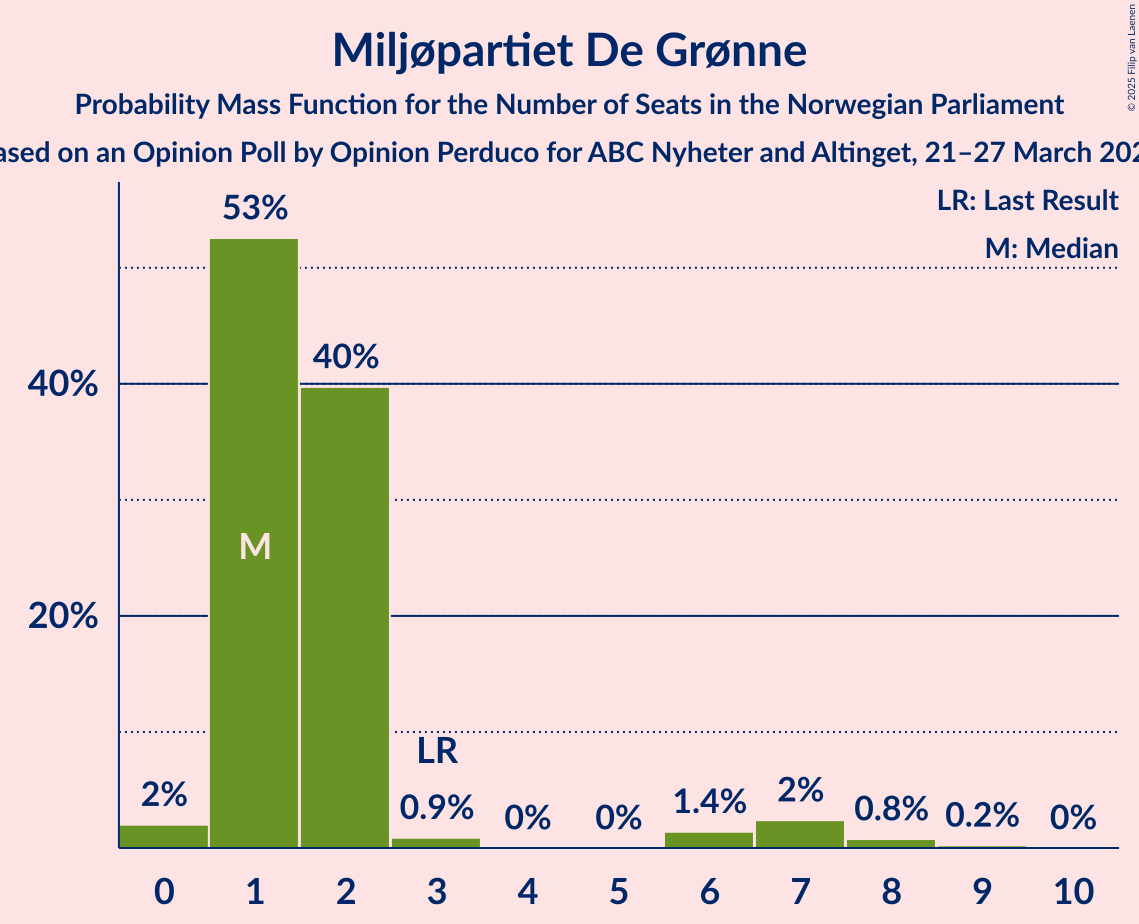 Miljøpartiet De Grønne
Probability Mass Function for the Number of Seats in the Norwegian Parliament
on an Opinion Poll by Opinion Perduco for ABC Nyheter and Altinget, 21–27 March
© 2025 Filip van Laenen
LR: Last Result
M: Median
53%
40%
40%
M
20%
LR
2%
0.9%
0%
0%
1.4%
2%
0.8%
0.2%
0%
0 1 2 3 4 5 6 7 8 9 10